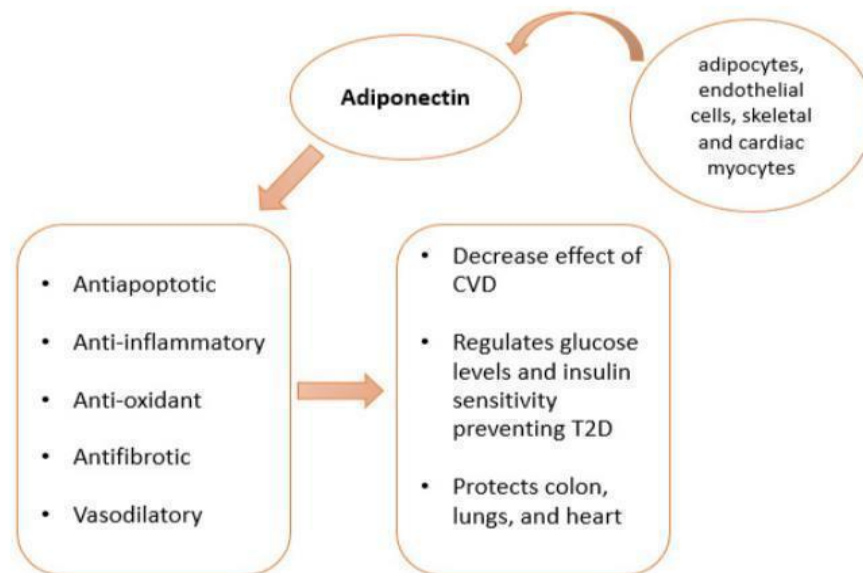 Adiponectin
adipocytes,
endothelial
cells, skeletal
and cardiac
myocytes
• Antiapoptotic
• Anti-inflammatory
• Anti-oxidant
• Antifibrotic
• Vasodilatory
• Decrease effect of
CVD
• Regulates glucose
levels and insulin
sensitivity
preventing T2D
• Protects colon,
lungs, and heart